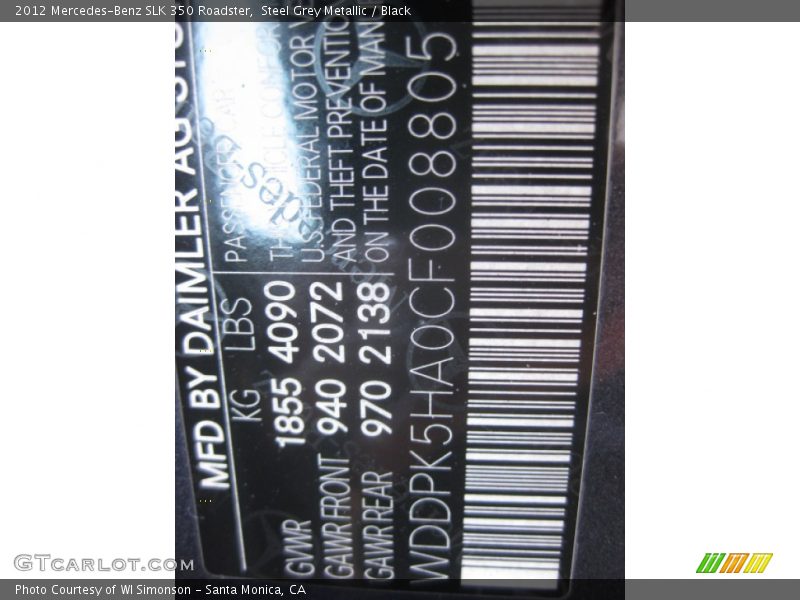 2012 Mercedes-Benz SLK 350 Roadster, Steel Grey Metallic / Black
MFD BY DAIMLER AG
KG LBS
GVWR 1855 4090
GAWR FRONT 940 2072
GAWR REAR 970 2138
PASSENGER CAR
U.S. FEDERAL MOTOR
AND THEFT PREVENTIO
ON THE DATE OF MAN
WDDPK5HA0CF008805
GTcarlot.com
Photo Courtesy of WI Simonson - Santa Monica, CA